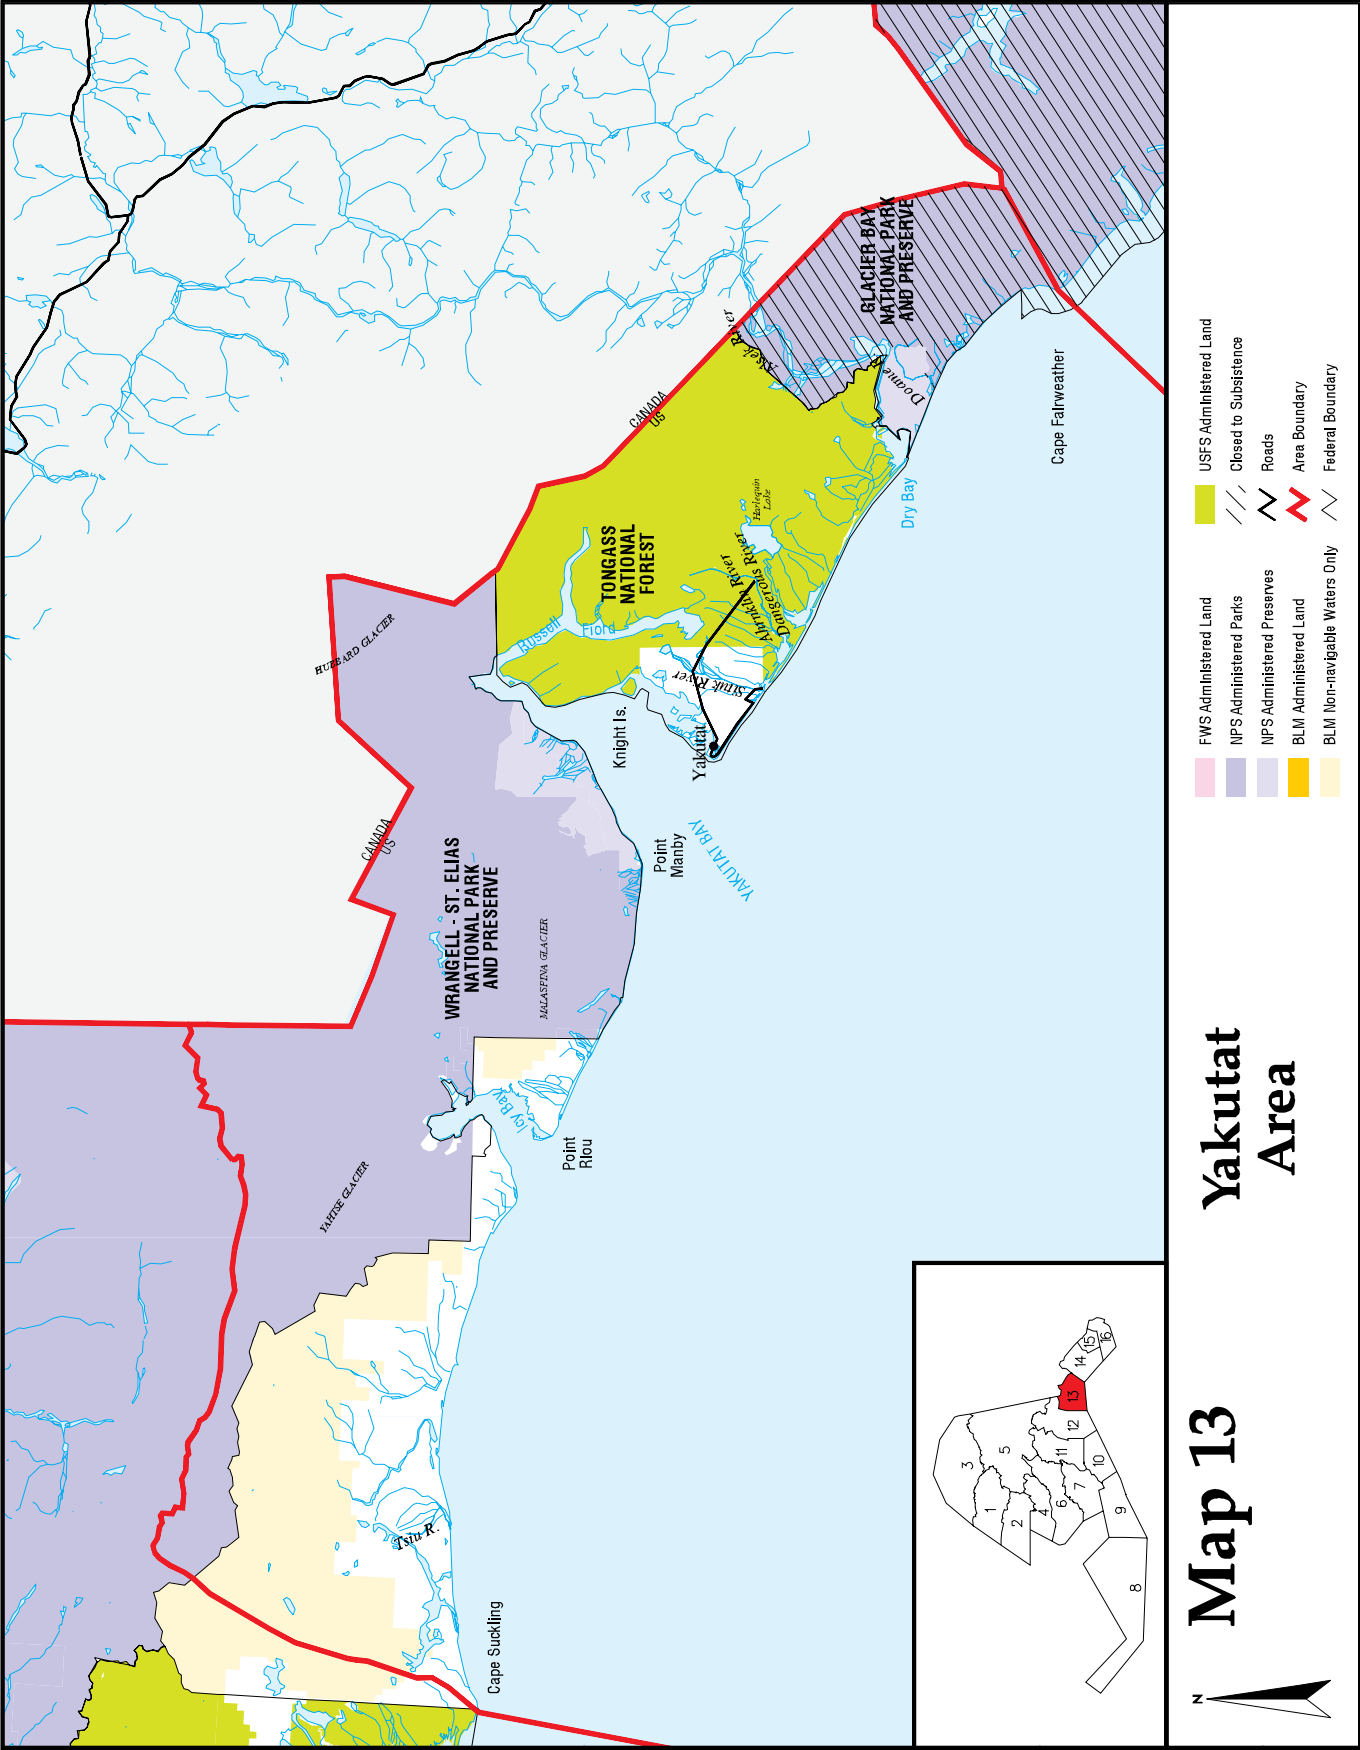 HUBBARD GLACIER
CANADA
US
CANADA
US
WRANGELL - ST. ELIAS
NATIONAL PARK
AND PRESERVE
MALASPINA GLACIER
YAHTSE GLACIER
Icy Bay
Point
RIou
Point
Manby
YAKUTAT BAY
Knight Is.
Yakutat
Russell
Fiord
TONGASS
NATIONAL
FOREST
Situk River
Ahrnklin River
Dangerous River
Harlequin
Lake
Alsek River
Doame R.
Dry Bay
GLACIER BAY
NATIONAL PARK
AND PRESERVE
Cape Fairweather
Tsiu R.
Cape Suckling
1
2
3
4
5
6
7
8
9
10
11
12
13
14
15
16
N
Map 13
Yakutat
Area
FWS Administered Land
NPS Administered Parks
NPS Administered Preserves
BLM Administered Land
BLM Non-navigable Waters Only
USFS Administered Land
Closed to Subsistence
Roads
Area Boundary
Federal Boundary